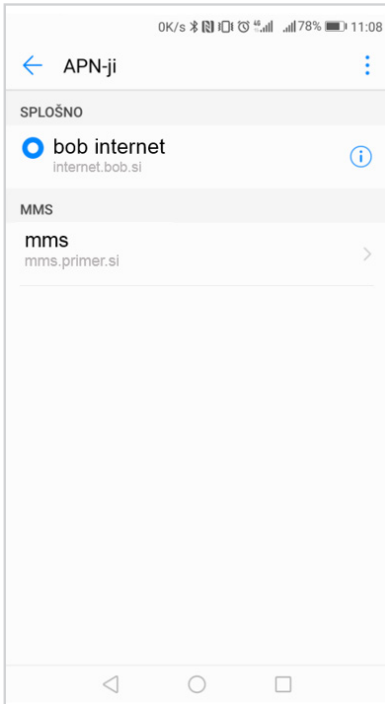 0K/s 78% 11:08
APN-ji
SPLOŠNO
bob internet
internet.bob.si
MMS
mms
mms.primer.si